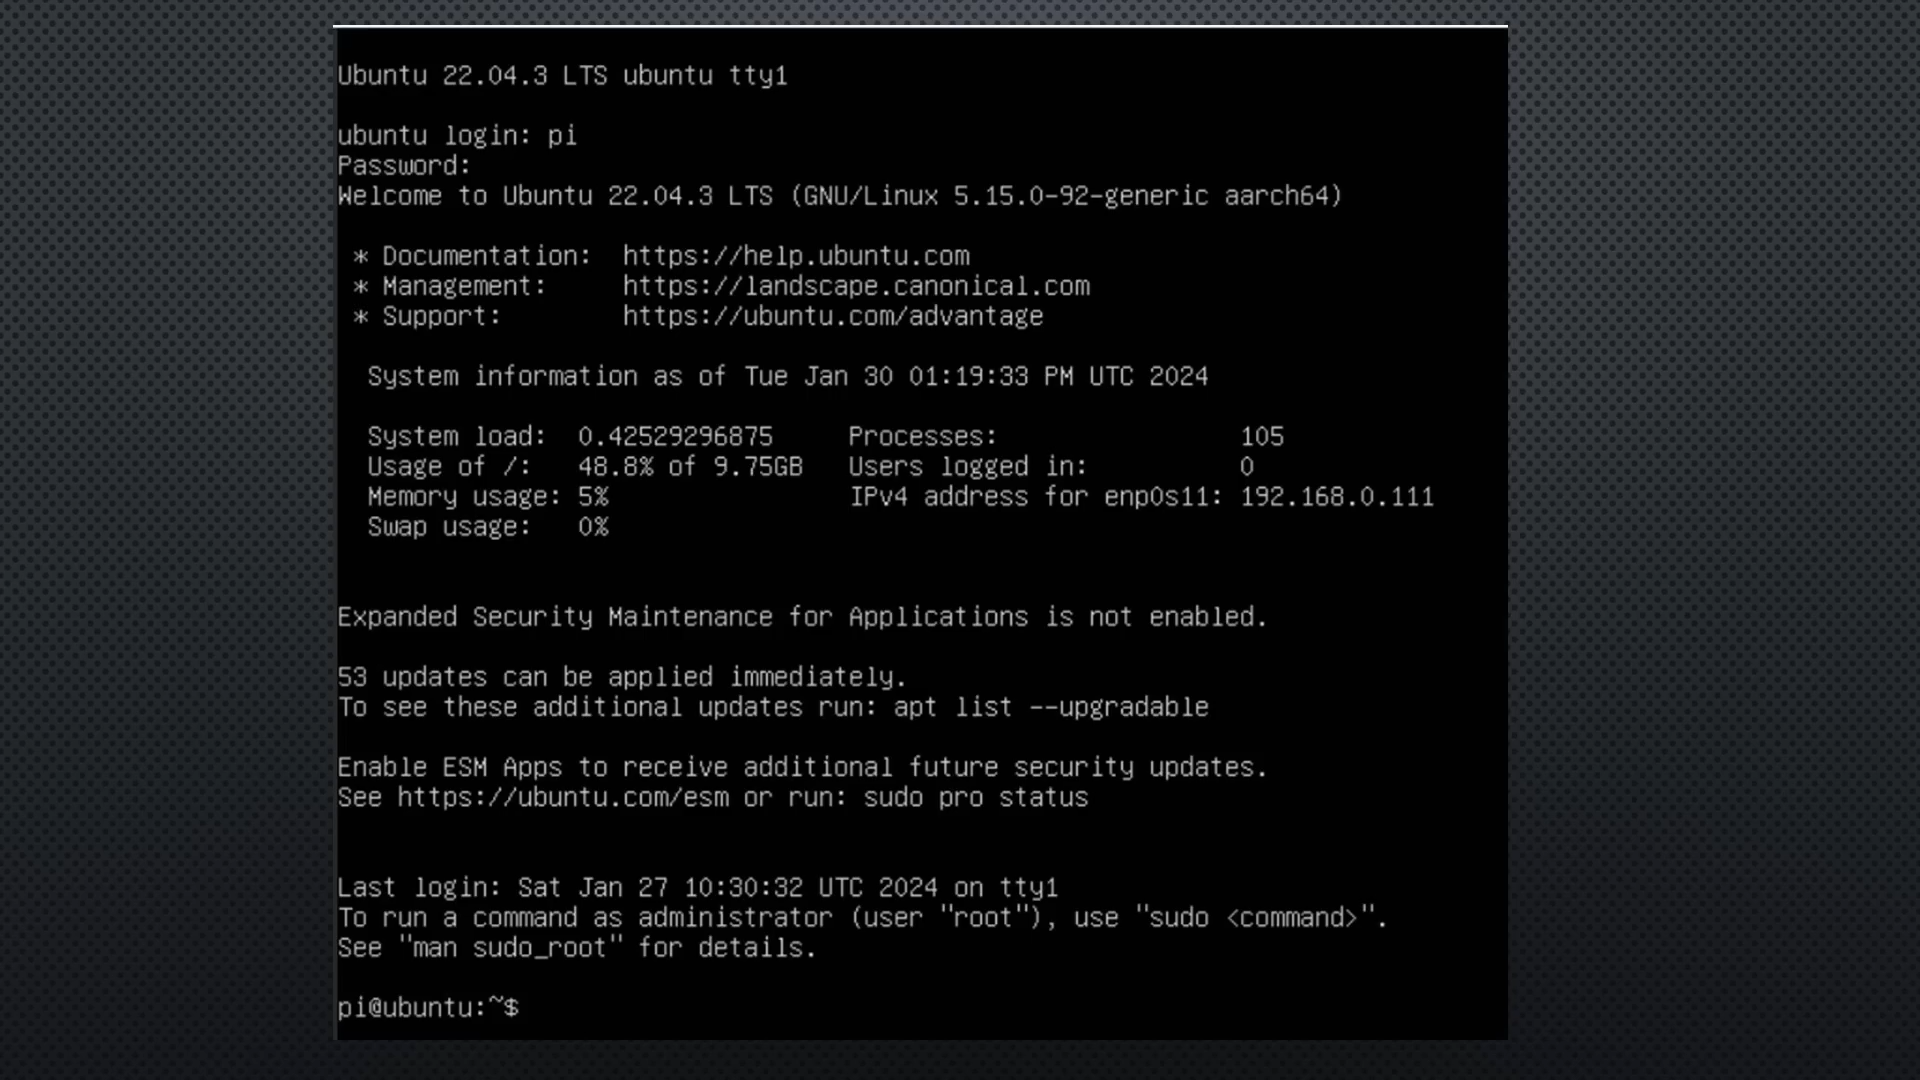 Ubuntu 22.04.3 LTS ubuntu tty1
ubuntu login: pi
Password:
Welcome to Ubuntu 22.04.3 LTS (GNU/Linux 5.15.0-92-generic aarch64)
* Documentation:  https://help.ubuntu.com
* Management:     https://landscape.canonical.com
* Support:        https://ubuntu.com/advantage
System information as of Tue Jan 30 01:19:33 PM UTC 2024
System load:  0.42529296875     Processes:                105
Usage of /:   48.8% of 9.75GB   Users logged in:          0
Memory usage: 5%                IPv4 address for enp0s11: 192.168.0.111
Swap usage:   0%
Expanded Security Maintenance for Applications is not enabled.
53 updates can be applied immediately.
To see these additional updates run: apt list --upgradable
Enable ESM Apps to receive additional future security updates.
See https://ubuntu.com/esm or run: sudo pro status
Last login: Sat Jan 27 10:30:32 UTC 2024 on tty1
To run a command as administrator (user "root"), use "sudo <command>".
See "man sudo_root" for details.
pi@ubuntu:~$